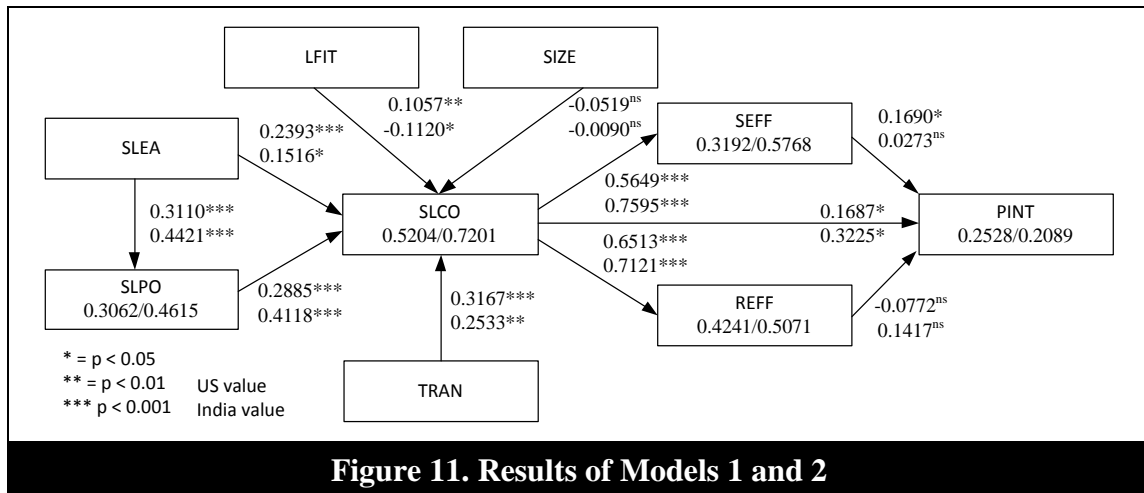 LFIT
SIZE
0.1057**
-0.1120*
-0.0519ns
-0.0090ns
SLEA
0.2393***
0.1516*
SEFF
0.3192/0.5768
0.1690*
0.0273ns
0.3110***
0.4421***
SLCO
0.5204/0.7201
0.5649***
0.7595***
0.1687*
0.3225*
PINT
0.2528/0.2089
0.6513***
0.7121***
SLPO
0.3062/0.4615
0.2885***
0.4118***
0.3167***
0.2533**
REFF
0.4241/0.5071
-0.0772ns
0.1417ns
TRAN
* = p < 0.05
** = p < 0.01
*** p < 0.001
US value
India value
Figure 11. Results of Models 1 and 2